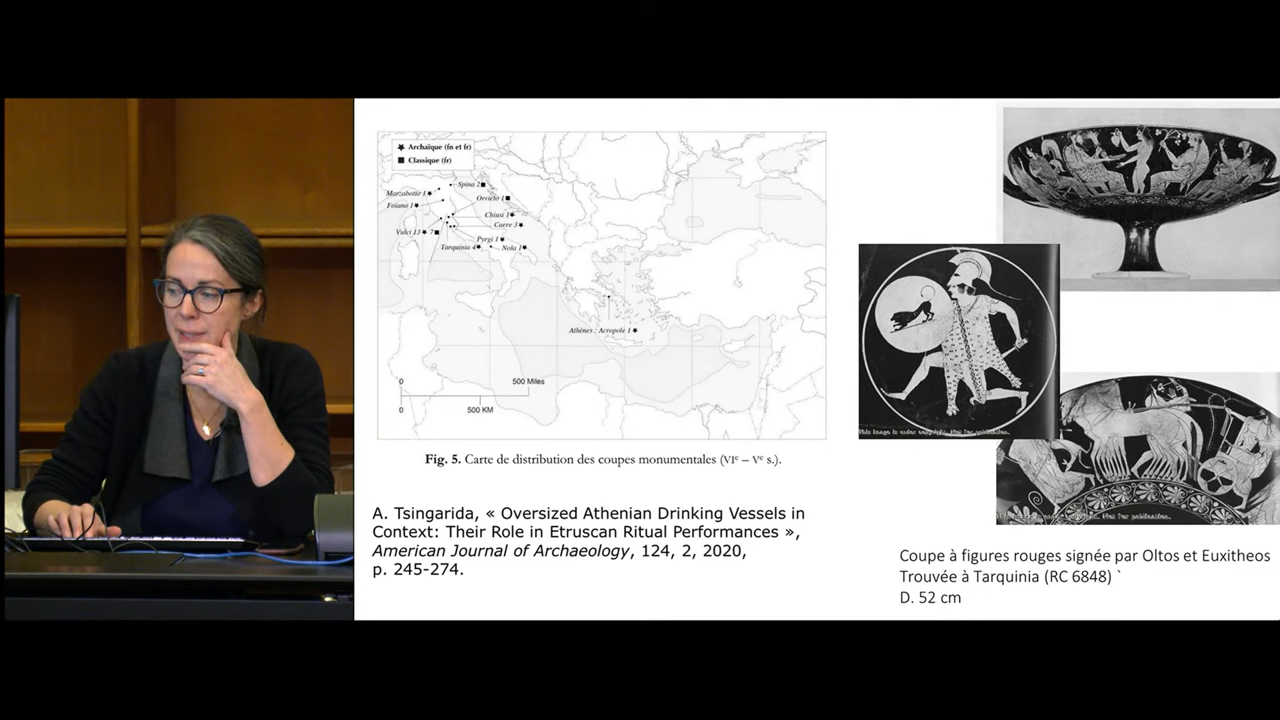 Archaïque (fn et fr)
Classique (fr)
Marzabotto 1
Spina 2
Foiano 1
Orvieto 1
Chiusi 1
Caere 3
Vulci 13 7
Pyrgi 1
Tarquinia 4
Nola 1
Athènes : Acropole 1
0 500 Miles
0 500 KM
Fig. 5. Carte de distribution des coupes monumentales (VIe – Ve s.).
A. Tsingarida, « Oversized Athenian Drinking Vessels in
Context: Their Role in Etruscan Ritual Performances »,
American Journal of Archaeology, 124, 2, 2020,
p. 245-274.
Coupe à figures rouges signée par Oltos et Euxitheos
Trouvée à Tarquinia (RC 6848) `
D. 52 cm